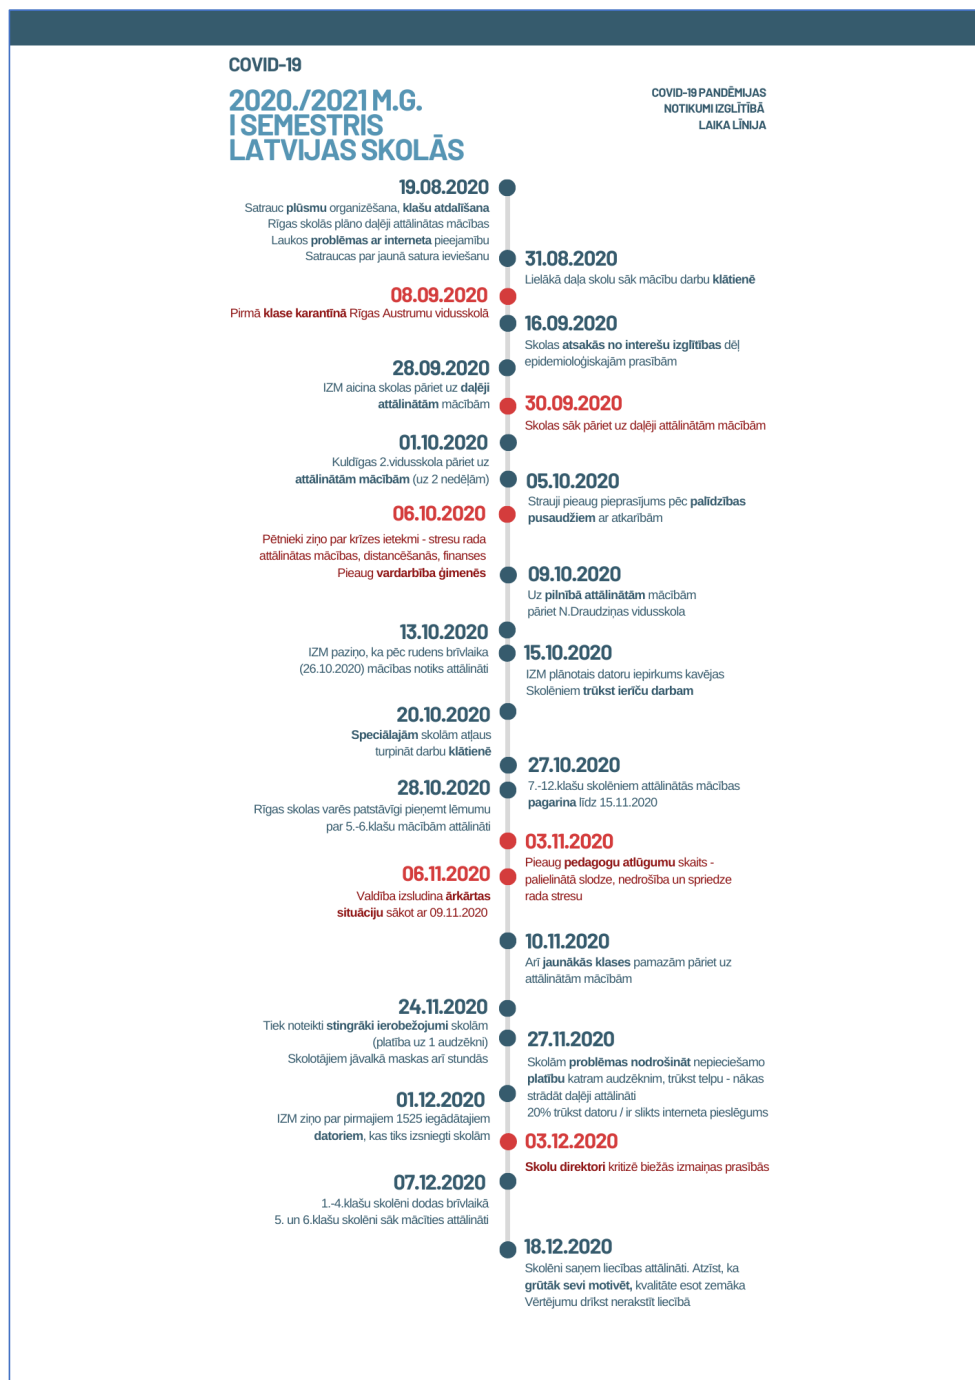 COVID-19
2020./2021 M.G.
I SEMESTRIS
LATVIJAS SKOLĀS
COVID-19 PANDĒMIJAS
NOTIKUMI IZGLĪTĪBĀ
LAIKA LĪNIJA
19.08.2020
Satrauc plūsmu organizēšana, klašu atdalīšana
Rīgas skolās plāno daļēji attālinātas mācības
Laukos problēmas ar interneta pieejamību
Satraucas par jaunā satura ieviešanu
31.08.2020
Lielākā daļa skolu sāk mācību darbu klātienē
08.09.2020
Pirmā klase karantīnā Rīgas Austrumu vidusskolā
16.09.2020
Skolas atsakās no interešu izglītības dēļ
epidemioloģiskajām prasībām
28.09.2020
IZM aicina skolas pāriet uz daļēji
attālinātām mācībām
30.09.2020
Skolas sāk pāriet uz daļēji attālinātām mācībām
01.10.2020
Kuldīgas 2.vidusskola pāriet uz
attālinātām mācībām (uz 2 nedēļām)
05.10.2020
Strauji pieaug pieprasījums pēc palīdzības
pusaudžiem ar atkarībām
06.10.2020
Pētnieki ziņo par krīzes ietekmi - stresu rada
attālinātas mācības, distancēšanās, finanses
Pieaug vardarbība ģimenēs
09.10.2020
Uz pilnībā attālinātām mācībām
pāriet N.Draudziņas vidusskola
13.10.2020
IZM paziņo, ka pēc rudens brīvlaika
(26.10.2020) mācības notiks attālināti
15.10.2020
IZM plānotais datoru iepirkums kavējas
Skolēniem trūkst ierīču darbam
20.10.2020
Speciālajām skolām atļaus
turpināt darbu klātienē
27.10.2020
7.-12.klašu skolēniem attālinātās mācības
pagarina līdz 15.11.2020
28.10.2020
Rīgas skolas varēs patstāvīgi pieņemt lēmumu
par 5.-6.klašu mācībām attālināti
03.11.2020
Pieaug pedagogu atlūgumu skaits -
palielinātā slodze, nedrošība un spriedze
rada stresu
06.11.2020
Valdība izsludina ārkārtas
situāciju sākot ar 09.11.2020
10.11.2020
Arī jaunākās klases pamazām pāriet uz
attālinātām mācībām
24.11.2020
Tiek noteikti stingrāki ierobežojumi skolām
(platība uz 1 audzēkni)
Skolotājiem jāvalkā maskas arī stundās
27.11.2020
Skolām problēmas nodrošināt nepieciešamo
platību katram audzēknim, trūkst telpu - nākas
strādāt daļēji attālināti
20% trūkst datoru / ir slikts interneta pieslēgums
01.12.2020
IZM ziņo par pirmajiem 1525 iegādātajiem
datoriem, kas tiks izsniegti skolām
03.12.2020
Skolu direktori kritizē biežās izmaiņas prasībās
07.12.2020
1.-4.klašu skolēni dodas brīvlaikā
5. un 6.klašu skolēni sāk mācīties attālināti
18.12.2020
Skolēni saņem liecības attālināti. Atzīst, ka
grūtāk sevi motivēt, kvalitāte esot zemāka
Vērtējumu drīkst nerakstīt liecībā